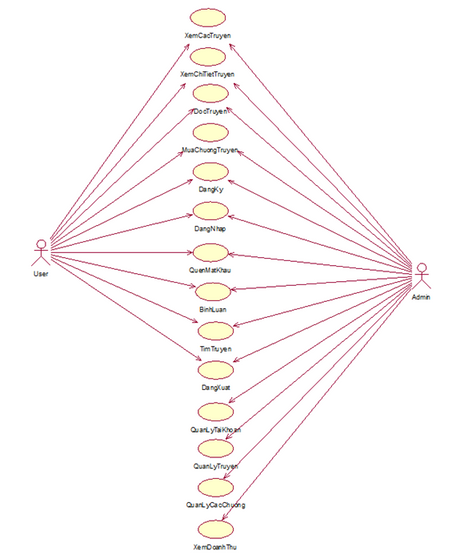 XemCacTruyen
XemChiTietTruyen
DocTruyen
MuaChuongTruyen
DangKy
DangNhap
User
QuenMatKhau
Admin
BinhLuan
TimTruyen
DangXuat
QuanLyTaiKhoan
QuanLyTruyen
QuanLyCacChuong
XemDoanhThu